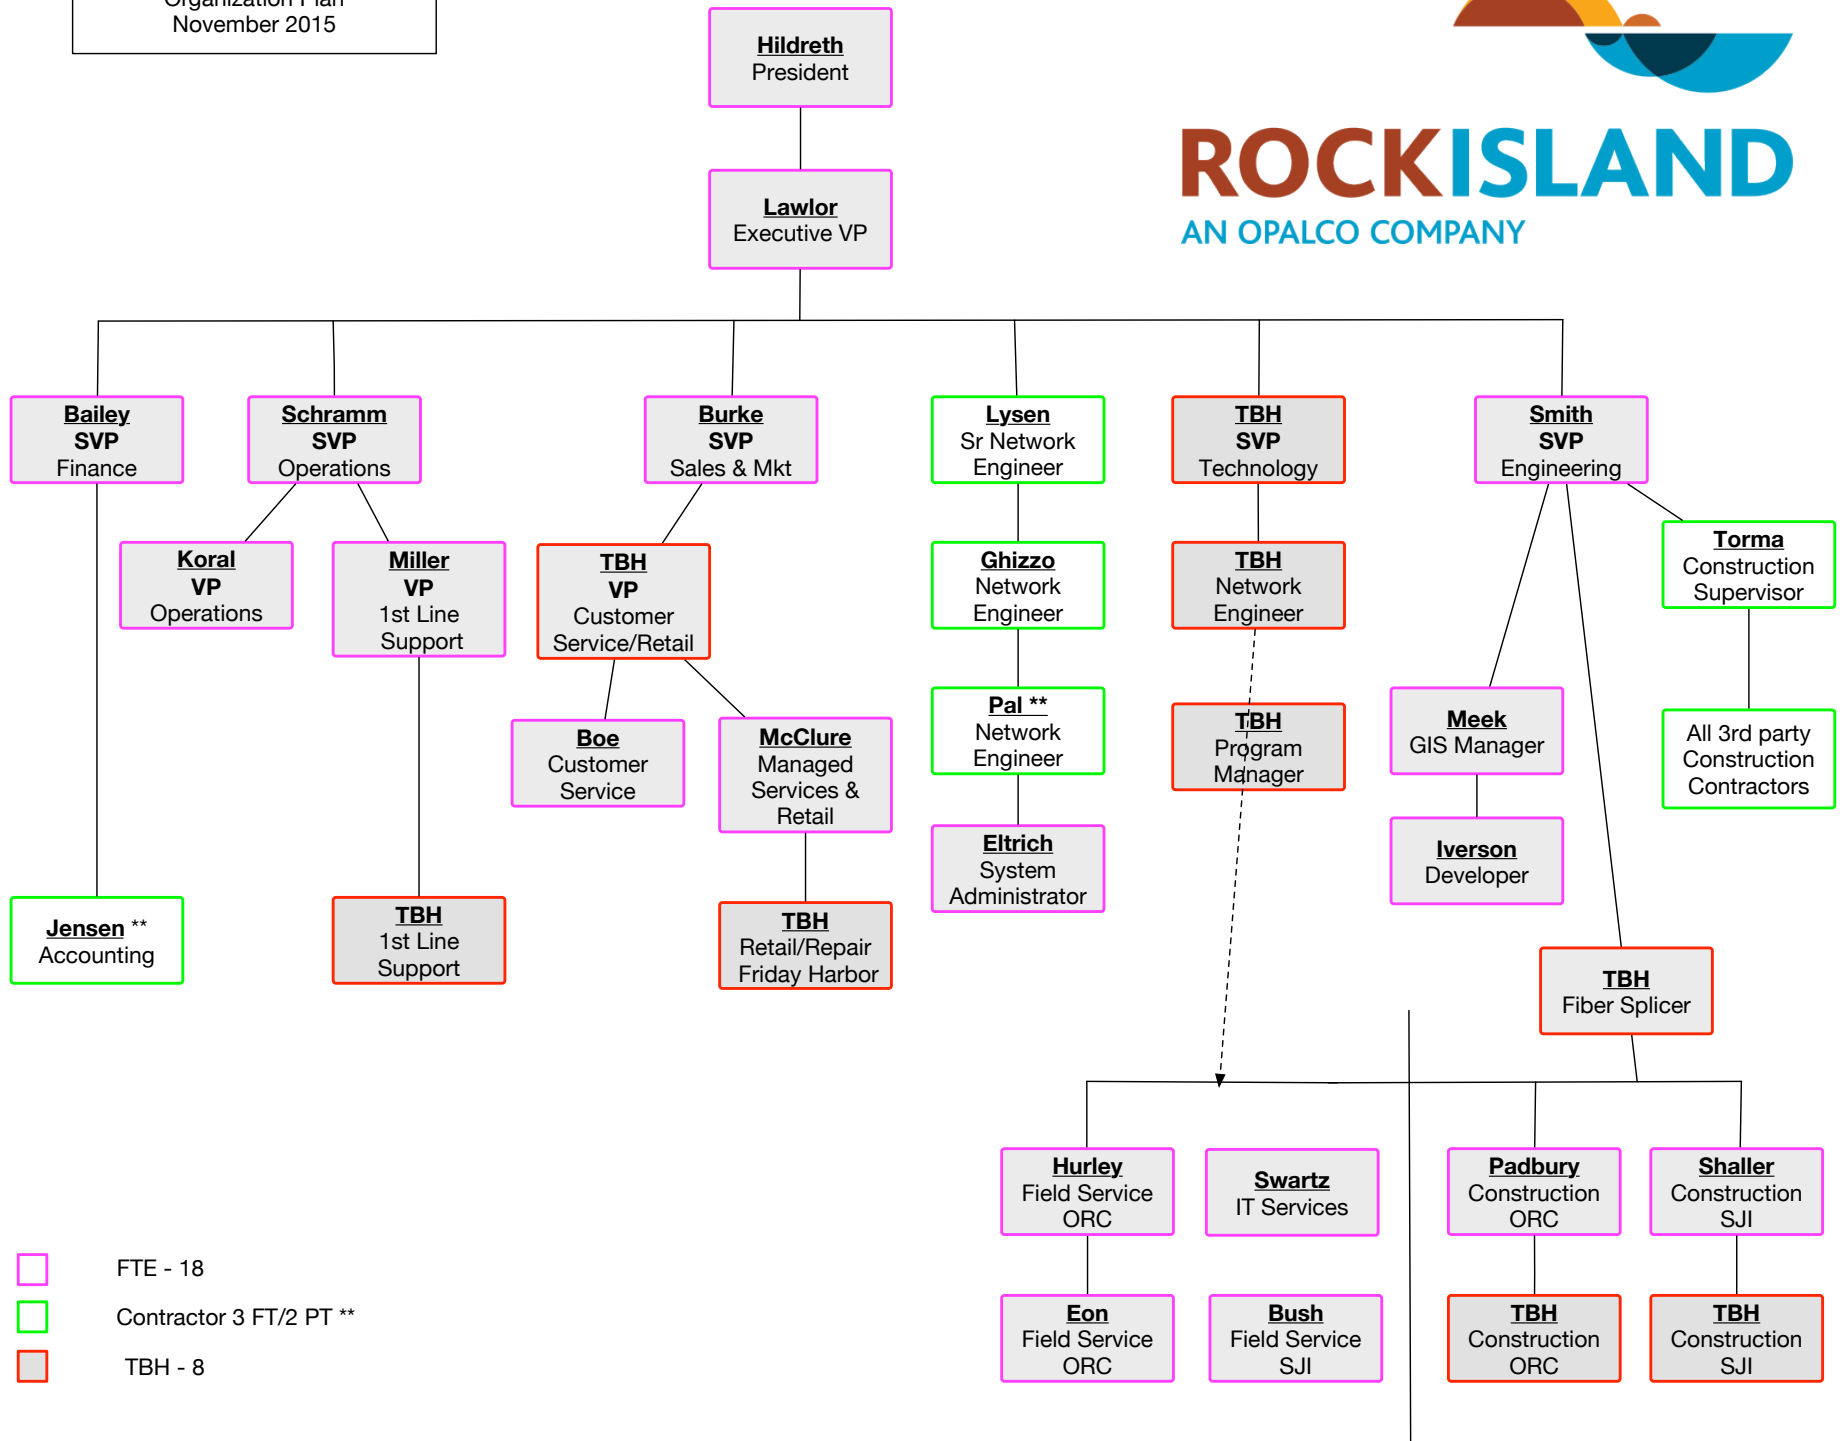 Organization Plan
November 2015
Hildreth
President
ROCKISLAND
AN OPALCO COMPANY
Lawlor
Executive VP
Bailey
SVP
Finance
Schramm
SVP
Operations
Burke
SVP
Sales & Mkt
Lysen
Sr Network
Engineer
TBH
SVP
Technology
Smith
SVP
Engineering
Koral
VP
Operations
Miller
VP
1st Line
Support
TBH
VP
Customer
Service/Retail
Ghizzo
Network
Engineer
TBH
Network
Engineer
Torma
Construction
Supervisor
Boe
Customer
Service
McClure
Managed
Services &
Retail
Pal **
Network
Engineer
TBH
Program
Manager
Meek
GIS Manager
All 3rd party
Construction
Contractors
Eltrich
System
Administrator
Iverson
Developer
Jensen **
Accounting
TBH
1st Line
Support
TBH
Retail/Repair
Friday Harbor
TBH
Fiber Splicer
Hurley
Field Service
ORC
Swartz
IT Services
Padbury
Construction
ORC
Shaller
Construction
SJI
Eon
Field Service
ORC
Bush
Field Service
SJI
TBH
Construction
ORC
TBH
Construction
SJI
FTE - 18
Contractor 3 FT/2 PT **
TBH - 8